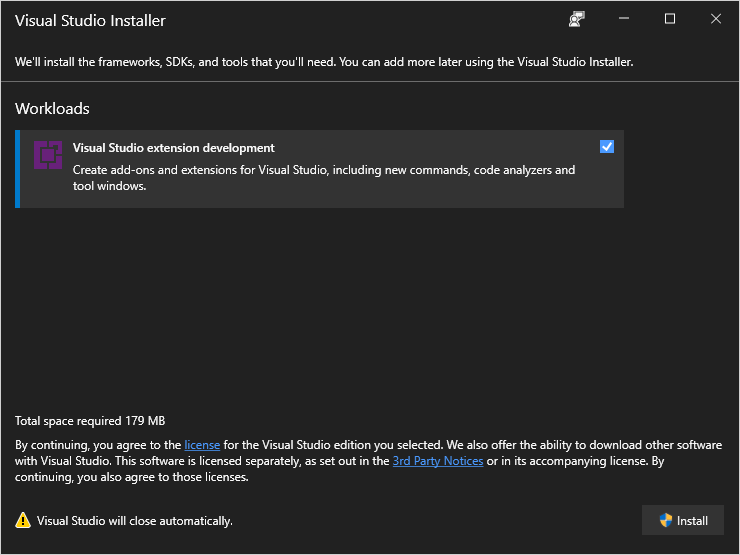 Visual Studio Installer
We'll install the frameworks, SDKs, and tools that you'll need. You can add more later using the Visual Studio Installer.
Workloads
Visual Studio extension development
Create add-ons and extensions for Visual Studio, including new commands, code analyzers and
tool windows.
Total space required 179 MB
By continuing, you agree to the license for the Visual Studio edition you selected. We also offer the ability to download other software
with Visual Studio. This software is licensed separately, as set out in the 3rd Party Notices or in its accompanying license. By
continuing, you also agree to those licenses.
Visual Studio will close automatically.
Install